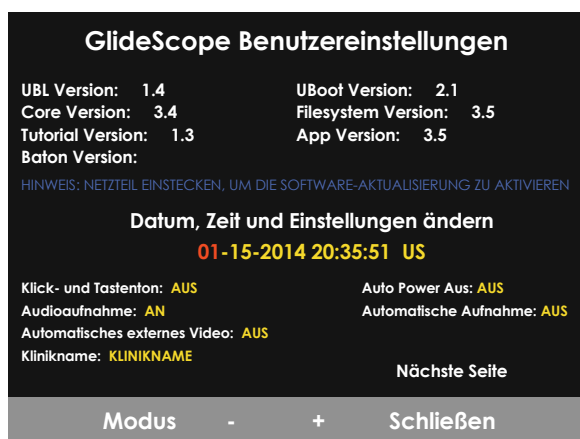 GlideScope Benutzereinstellungen
UBL Version: 1.4 UBoot Version: 2.1
Core Version: 3.4 Filesystem Version: 3.5
Tutorial Version: 1.3 App Version: 3.5
Baton Version:
HINWEIS: NETZTEIL EINSTECKEN, UM DIE SOFTWARE-AKTUALISIERUNG ZU AKTIVIEREN
Datum, Zeit und Einstellungen ändern
01-15-2014 20:35:51 US
Klick- und Tastenton: AUS Auto Power Aus: AUS
Audioaufnahme: AN Automatische Aufnahme: AUS
Automatisches externes Video: AUS
Klinikname: KLINIKNAME
Nächste Seite
Modus - + Schließen